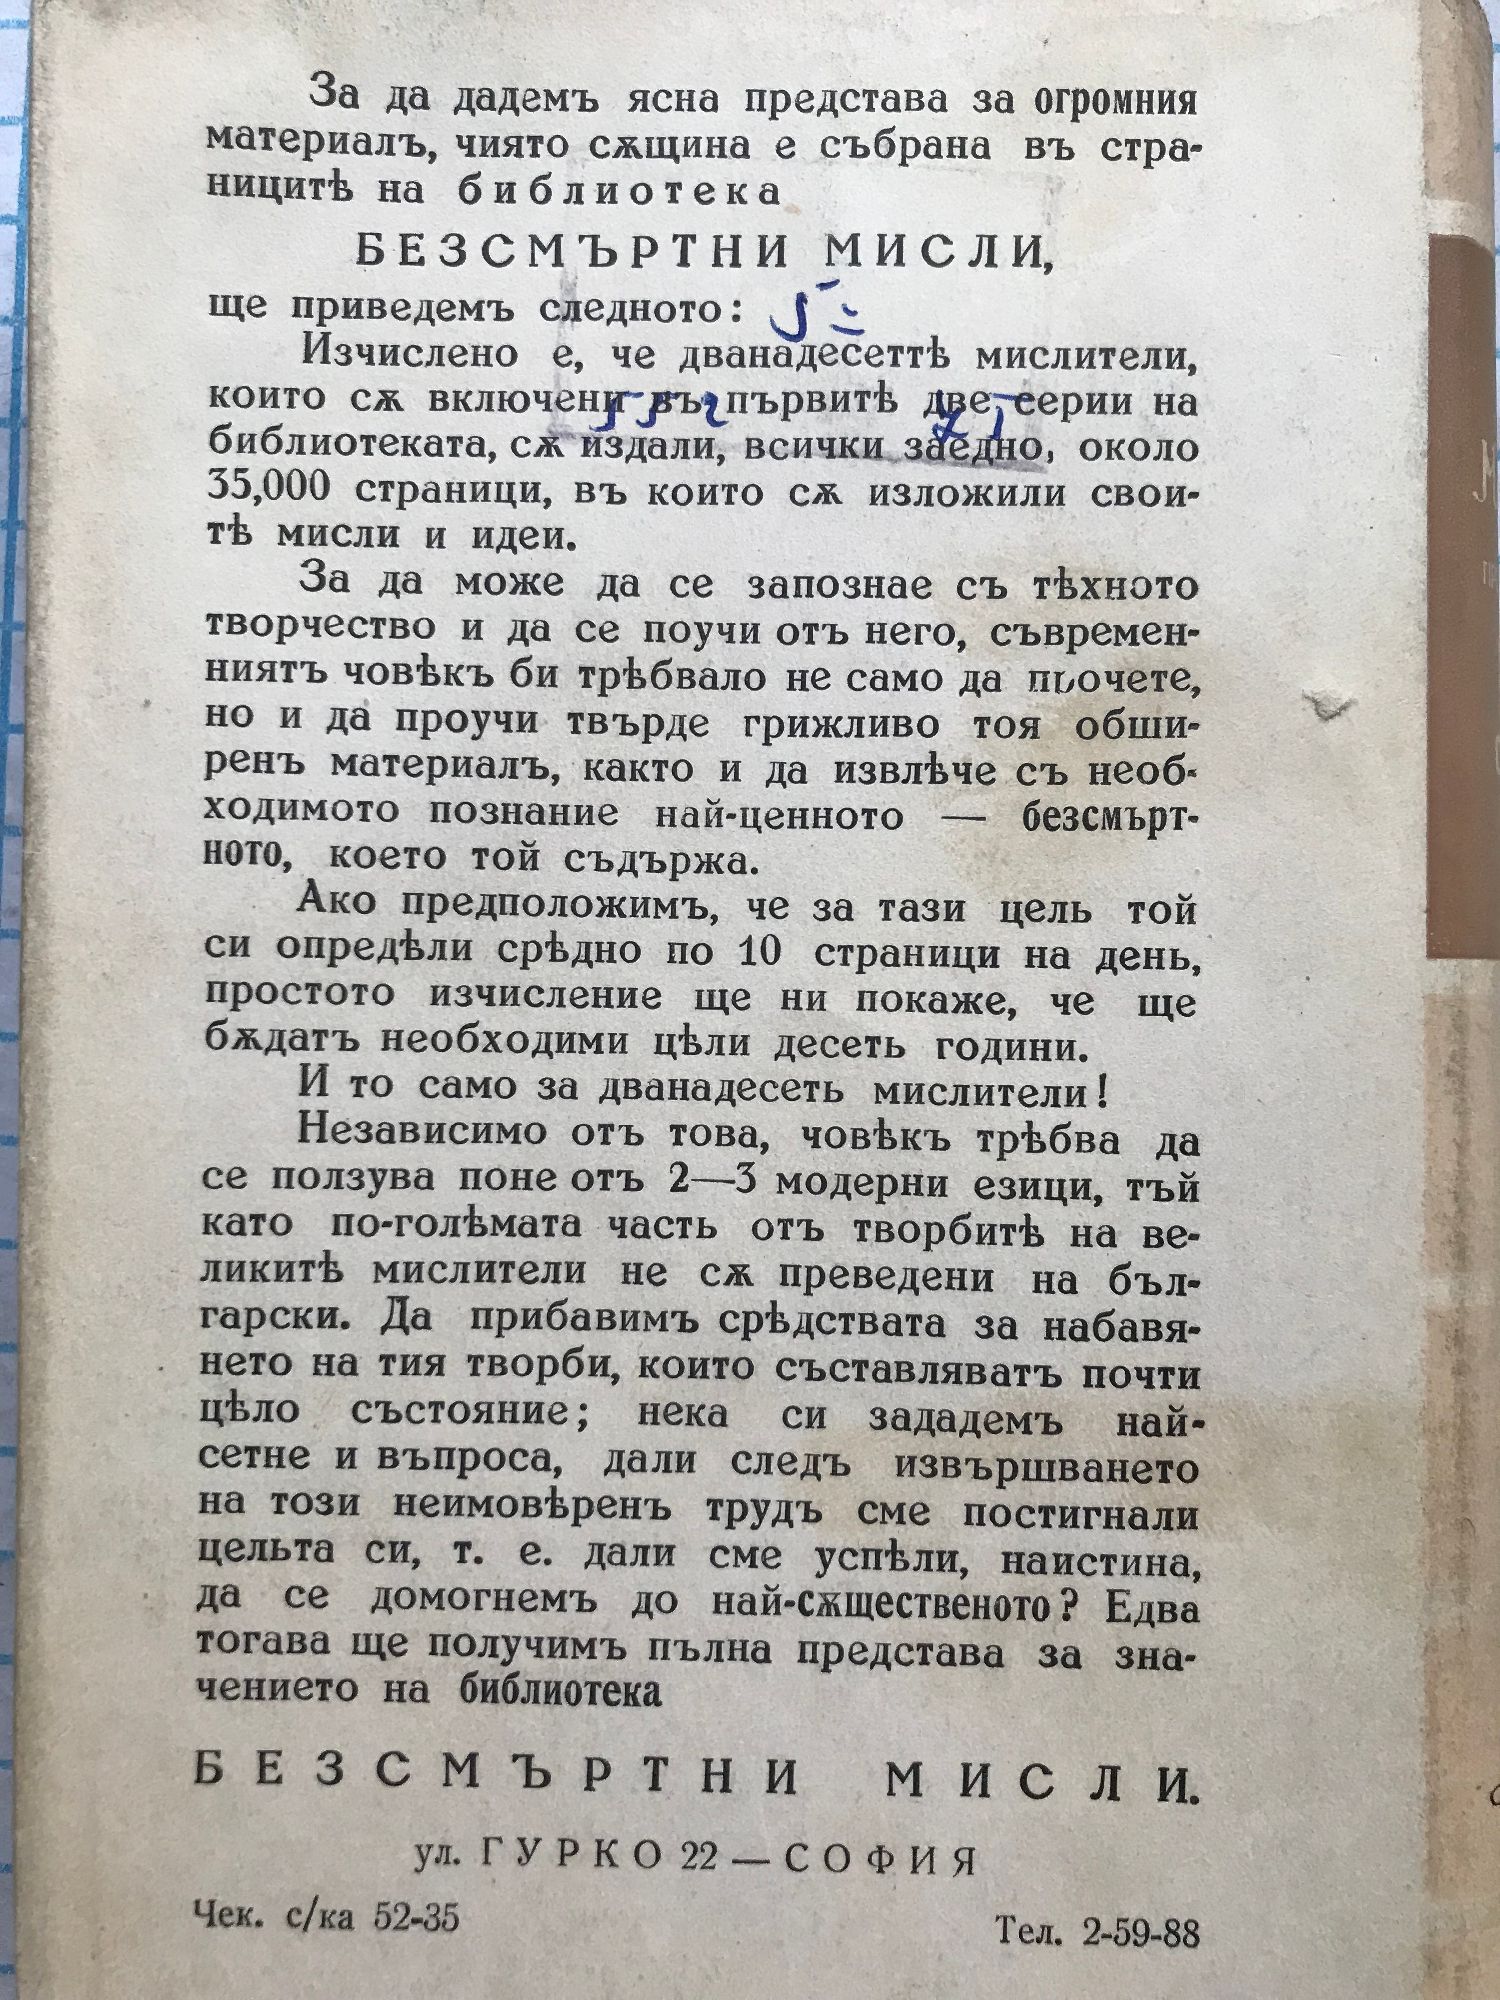 За да дадемъ ясна представа за огромния
материалъ, чиято сѫщина е събрана въ стра-
ницитѣ на библиотека
БЕЗСМЪРТНИ МИСЛИ,
ще приведемъ следното:
Изчислено е, че дванадесеттѣ мислители,
които сѫ включени въ първитѣ две серии на
библиотеката, сѫ издали, всички заедно, около
35,000 страници, въ които сѫ изложили свои-
тѣ мисли и идеи.
За да може да се запознае съ тѣхното
творчество и да се поучи отъ него, съвремен-
ниятъ човѣкъ би трѣбвало не само да прочете,
но и да проучи твърде грижливо тоя обши-
ренъ материалъ, както и да извлѣче съ необ-
ходимото познание най-ценното — безсмърт-
ното, което той съдържа.
Ако предположимъ, че за тази цель той
си опредѣли срѣдно по 10 страници на день,
простото изчисление ще ни покаже, че ще
бѫдатъ необходими цѣли десеть години.
И то само за дванадесеть мислители!
Независимо отъ това, човѣкъ трѣбва да
се ползува поне отъ 2—3 модерни езици, тъй
като по-голѣмата часть отъ творбитѣ на ве-
ликитѣ мислители не сѫ преведени на бъл-
гарски. Да прибавимъ срѣдствата за набавя-
нето на тия творби, които съставляватъ почти
цѣло състояние; нека си зададемъ най-
сетне и въпроса, дали следъ извършването
на този неимовѣренъ трудъ сме постигнали
цельта си, т. е. дали сме успѣли, наистина,
да се домогнемъ до най-сѫщественото? Едва
тогава ще получимъ пълна представа за зна-
чението на библиотека
БЕЗСМЪРТНИ МИСЛИ.
ул. ГУРКО 22 — СОФИЯ
Чек. с/ка 52-35
Тел. 2-59-88